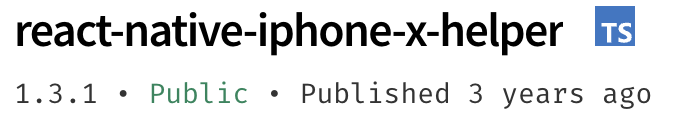 react-native-iphone-x-helper TS
1.3.1 • Public • Published 3 years ago